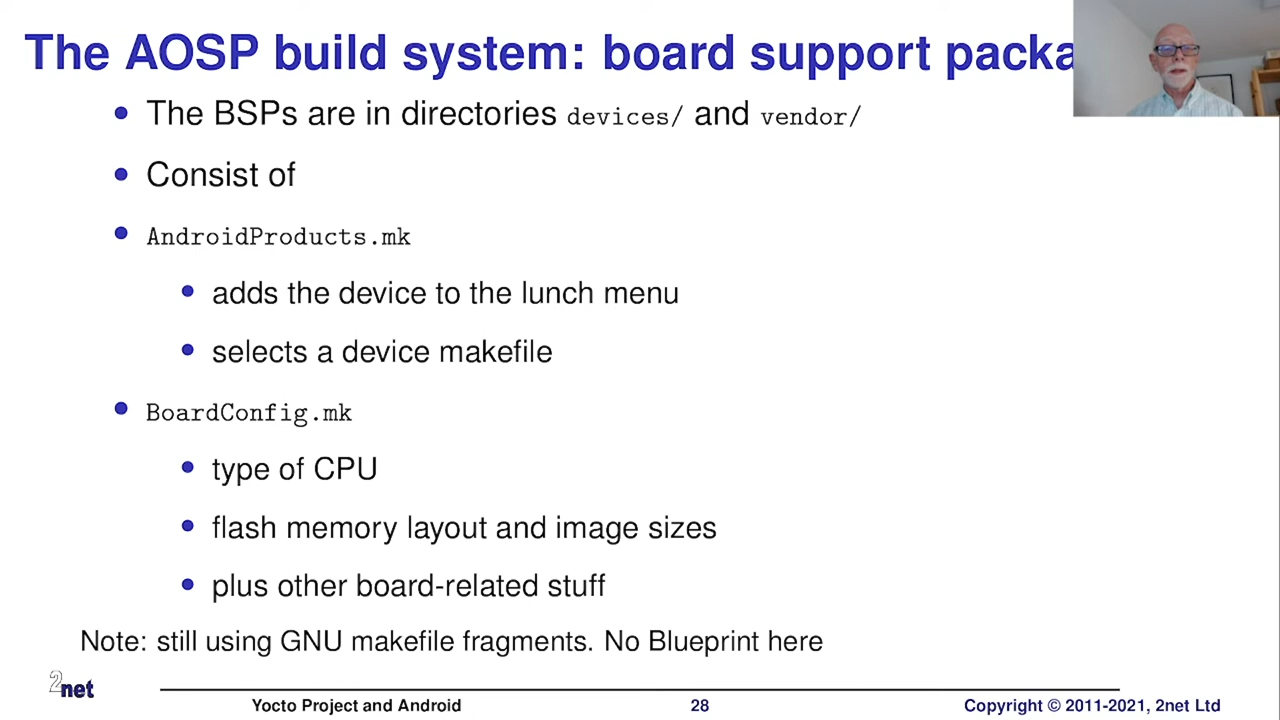 The AOSP build system: board support packa
The BSPs are in directories devices/ and vendor/
Consist of
AndroidProducts.mk
adds the device to the lunch menu
selects a device makefile
BoardConfig.mk
type of CPU
flash memory layout and image sizes
plus other board-related stuff
Note: still using GNU makefile fragments. No Blueprint here
2net
Yocto Project and Android 28 Copyright © 2011-2021, 2net Ltd